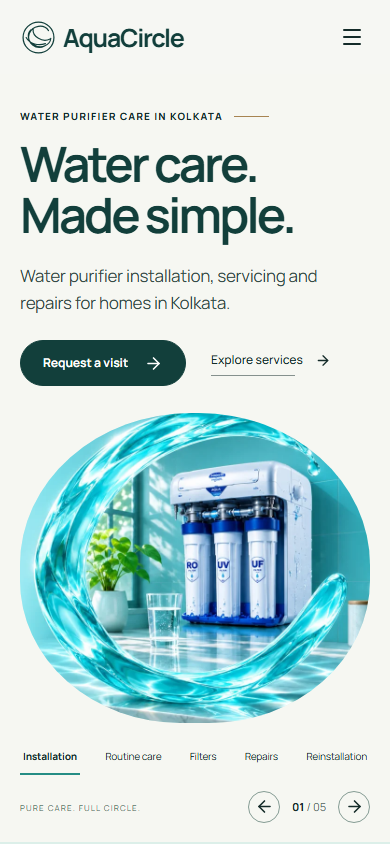 AquaCircle
WATER PURIFIER CARE IN KOLKATA
Water care.
Made simple.
Water purifier installation, servicing and
repairs for homes in Kolkata.
Request a visit
Explore services
RO UV UF
Installation Routine care Filters Repairs Reinstallation
PURE CARE. FULL CIRCLE.
01 / 05